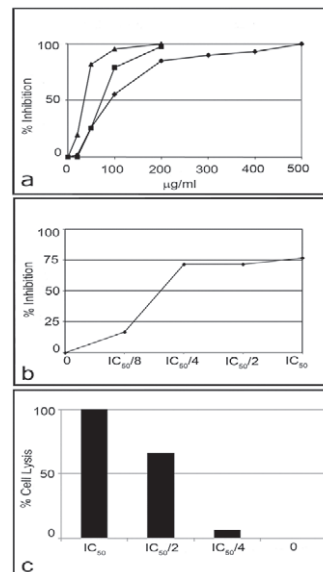 % Inhibition
100
50
0
0
100
200
300
400
500
µg/ml
a
% Inhibition
100
75
50
25
0
0
IC50/8
IC50/4
IC50/2
IC50
b
% Cell Lysis
100
50
0
IC50
IC50/2
IC50/4
0
c